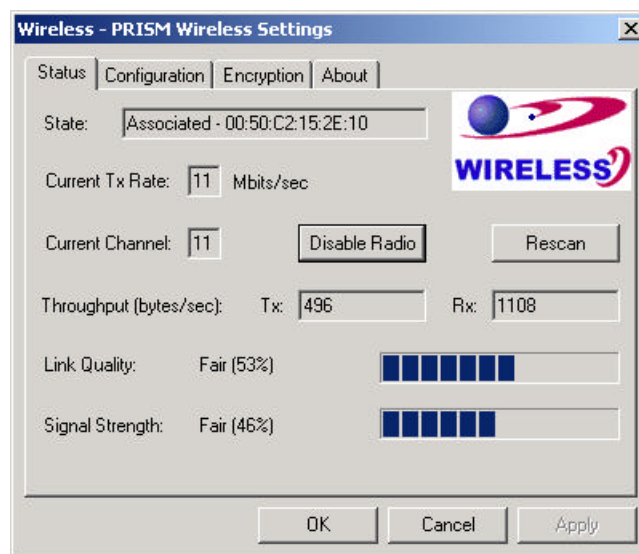 Wireless - PRISM Wireless Settings
Status Configuration Encryption About
State: Associated - 00:50:C2:15:2E:10
WIRELESS
Current Tx Rate: 11 Mbits/sec
Current Channel: 11 Disable Radio Rescan
Throughput (bytes/sec): Tx: 496 Rx: 1108
Link Quality: Fair (53%)
Signal Strength: Fair (46%)
OK Cancel Apply